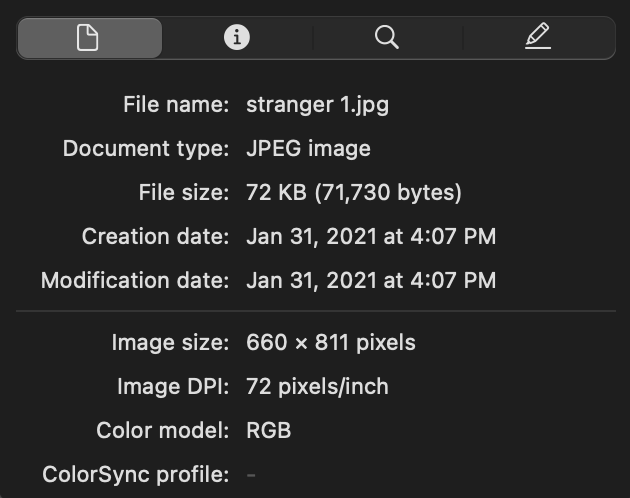 File name: stranger 1.jpg
Document type: JPEG image
File size: 72 KB (71,730 bytes)
Creation date: Jan 31, 2021 at 4:07 PM
Modification date: Jan 31, 2021 at 4:07 PM
Image size: 660 × 811 pixels
Image DPI: 72 pixels/inch
Color model: RGB
ColorSync profile: -